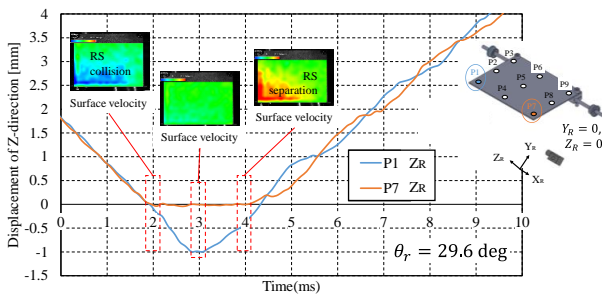 4
3.5
3
2.5
2
1.5
1
0.5
0
-0.5
-1
-1.5
0 1 2 3 4 5 6 7 8 9 10
Displacement of Z-direction [mm]
Time(ms)
RS
collision
Surface velocity
Surface velocity
RS
separation
Surface velocity
P1 ZR
P7 ZR
θr = 29.6 deg
P1
P2
P3
P4
P5
P6
P7
P8
P9
YR = 0,
ZR = 0
ZR
YR
XR